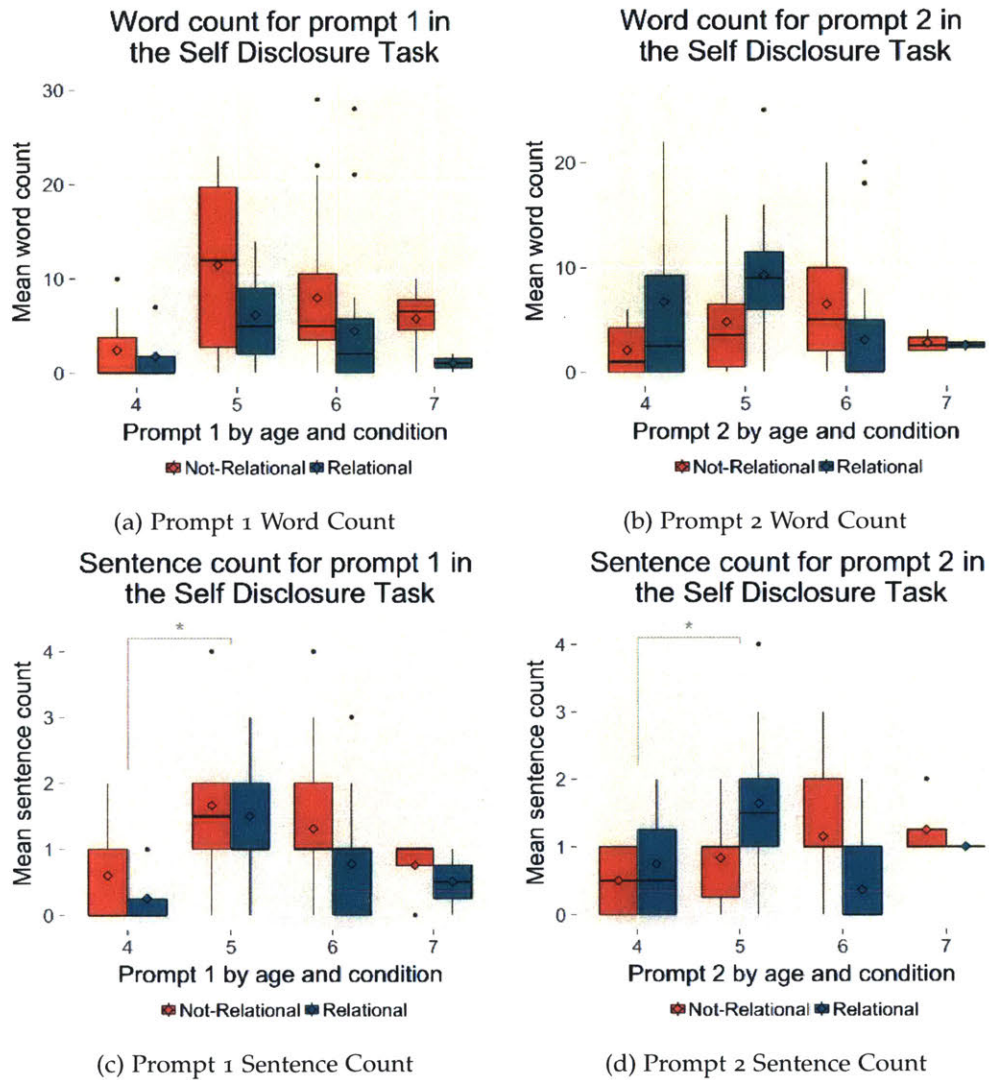 Word count for prompt 1 in
the Self Disclosure Task
30
20
10
0
Mean word count
4 5 6 7
Prompt 1 by age and condition
Not-Relational Relational
(a) Prompt 1 Word Count
Word count for prompt 2 in
the Self Disclosure Task
20
10
0
Mean word count
4 5 6 7
Prompt 2 by age and condition
Not-Relational Relational
(b) Prompt 2 Word Count
Sentence count for prompt 1 in
the Self Disclosure Task
*
4
3
2
1
0
Mean sentence count
4 5 6 7
Prompt 1 by age and condition
Not-Relational Relational
(c) Prompt 1 Sentence Count
Sentence count for prompt 2 in
the Self Disclosure Task
*
4
3
2
1
0
Mean sentence count
4 5 6 7
Prompt 2 by age and condition
Not-Relational Relational
(d) Prompt 2 Sentence Count